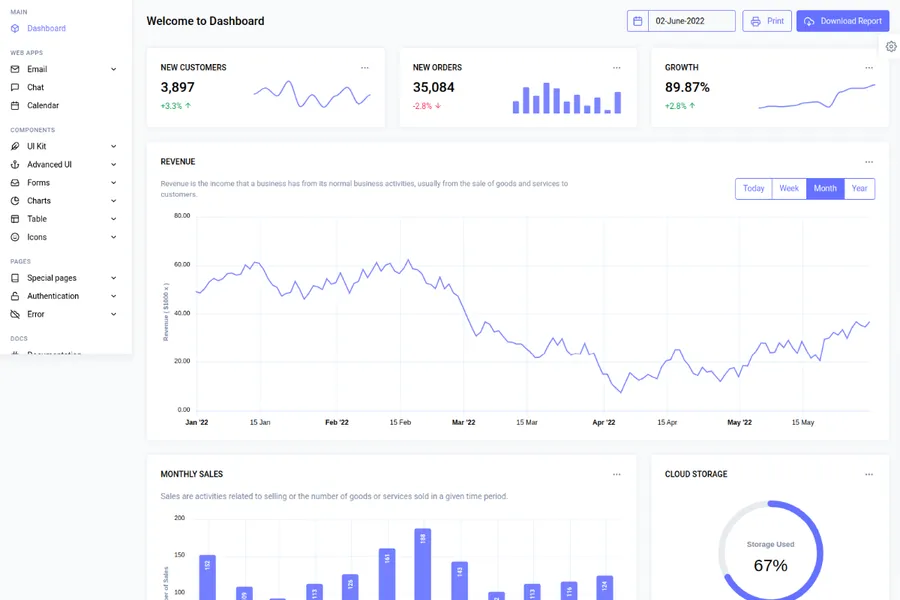 MAIN
Dashboard
WEB APPS
Email
Chat
Calendar
COMPONENTS
UI Kit
Advanced UI
Forms
Charts
Table
Icons
PAGES
Special pages
Authentication
Error
DOCS
Documentation
Welcome to Dashboard
02-June-2022
Print
Download Report
NEW CUSTOMERS
3,897
+3.3%
NEW ORDERS
35,084
-2.8%
GROWTH
89.87%
+2.8%
REVENUE
Revenue is the income that a business has from its normal business activities, usually from the sale of goods and services to
customers.
Today Week Month Year
Revenue ( $1000 x )
80.00
60.00
40.00
20.00
0.00
Jan '22 15 Jan Feb '22 15 Feb Mar '22 15 Mar Apr '22 15 Apr May '22 15 May
MONTHLY SALES
Sales are activities related to selling or the number of goods or services sold in a given time period.
200
150
100
152 113 125 161 188 143 113 116 124
CLOUD STORAGE
Storage Used
67%